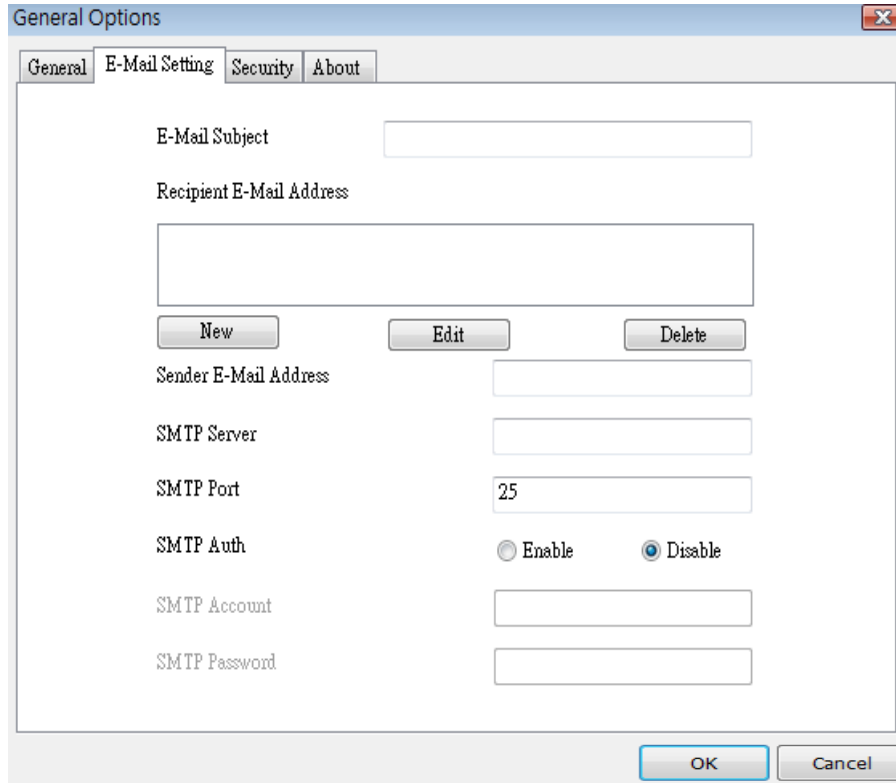 General Options
General E-Mail Setting Security About
E-Mail Subject
Recipient E-Mail Address
New Edit Delete
Sender E-Mail Address
SMTP Server
SMTP Port 25
SMTP Auth Enable Disable
SMTP Account
SMTP Password
OK Cancel